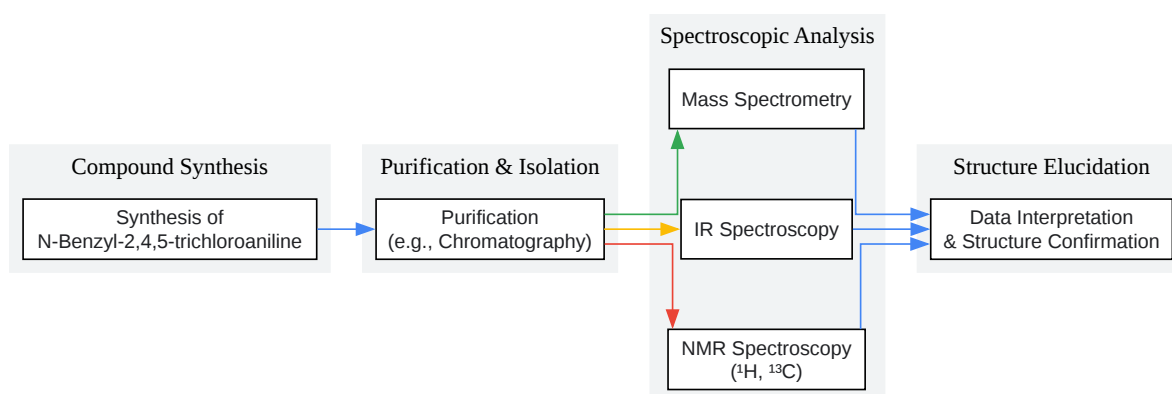 Compound Synthesis
Synthesis of
N-Benzyl-2,4,5-trichloroaniline
Purification & Isolation
Purification
(e.g., Chromatography)
Spectroscopic Analysis
Mass Spectrometry
IR Spectroscopy
NMR Spectroscopy
(¹H, ¹³C)
Structure Elucidation
Data Interpretation
& Structure Confirmation